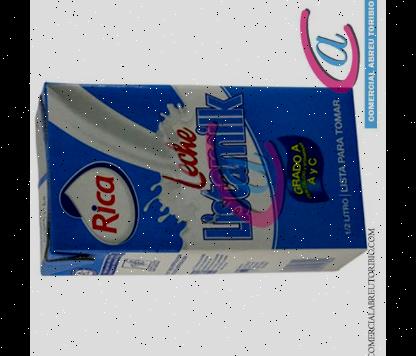 Rica
Leche
Listamilk
GRADO A
A y C
1/2 LITRO | LISTA PARA TOMAR.
a
COMERCIAL ABREU TORIBIO
COMERCIALABREUTORIBIO.COM